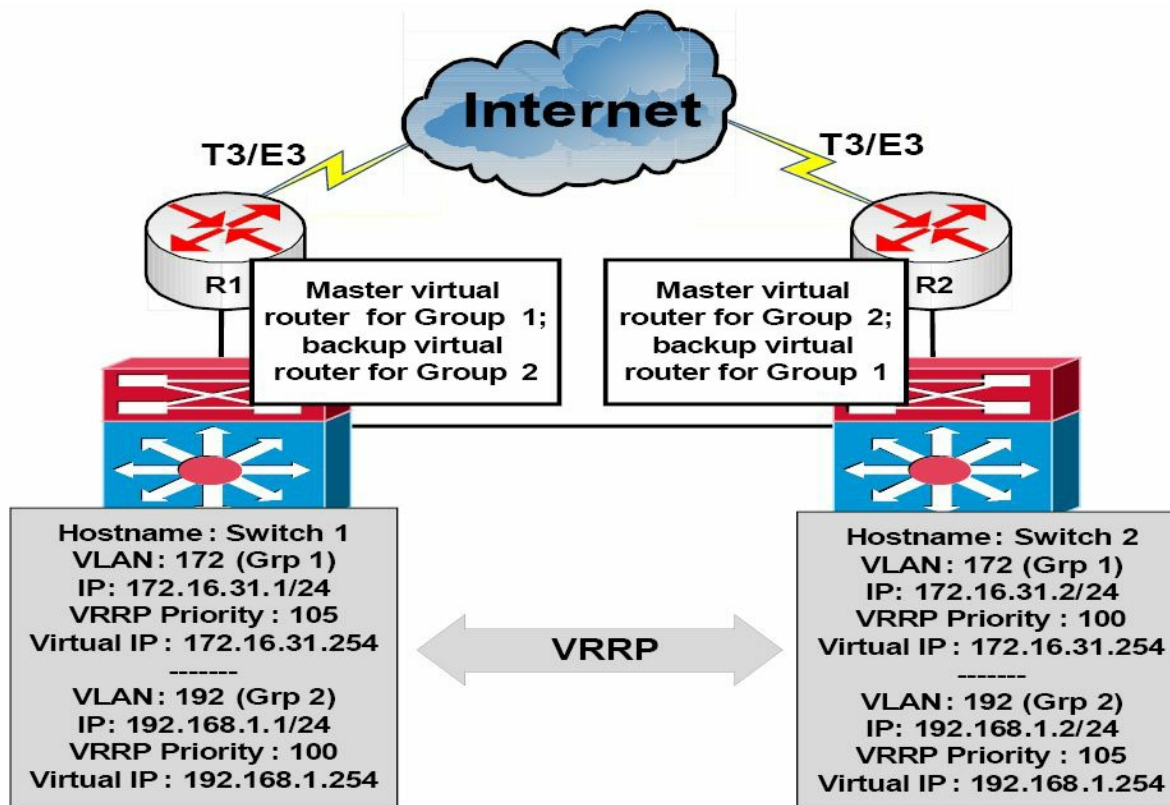 Internet
T3/E3
T3/E3
R1
R2
Master virtual
router for Group 1;
backup virtual
router for Group 2
Master virtual
router for Group 2;
backup virtual
router for Group 1
Hostname : Switch 1
VLAN : 172 (Grp 1)
IP: 172.16.31.1/24
VRRP Priority : 105
Virtual IP : 172.16.31.254
-------
VLAN: 192 (Grp 2)
IP: 192.168.1.1/24
VRRP Priority : 100
Virtual IP : 192.168.1.254
VRRP
Hostname : Switch 2
VLAN : 172 (Grp 1)
IP: 172.16.31.2/24
VRRP Priority : 100
Virtual IP : 172.16.31.254
-------
VLAN: 192 (Grp 2)
IP: 192.168.1.2/24
VRRP Priority : 105
Virtual IP : 192.168.1.254